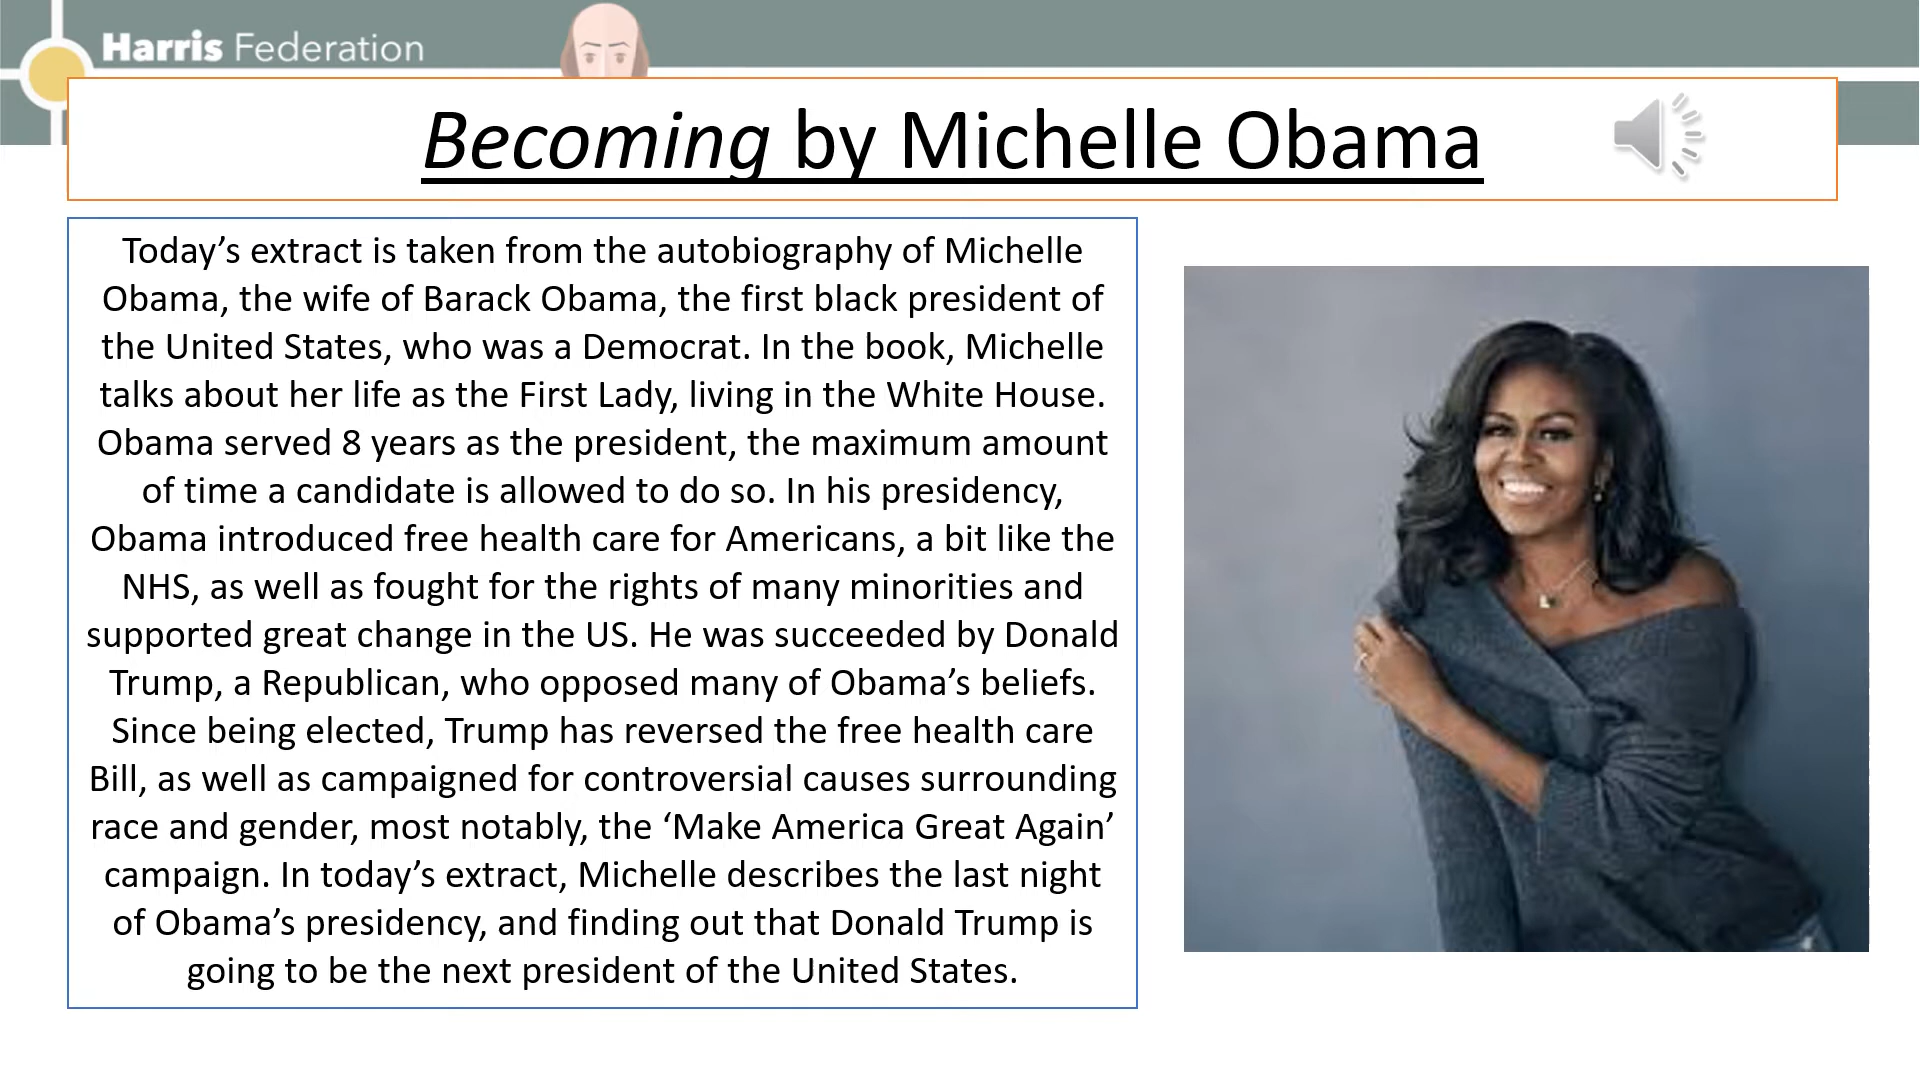 Harris Federation
Becoming by Michelle Obama
Today’s extract is taken from the autobiography of Michelle
Obama, the wife of Barack Obama, the first black president of
the United States, who was a Democrat. In the book, Michelle
talks about her life as the First Lady, living in the White House.
Obama served 8 years as the president, the maximum amount
of time a candidate is allowed to do so. In his presidency,
Obama introduced free health care for Americans, a bit like the
NHS, as well as fought for the rights of many minorities and
supported great change in the US. He was succeeded by Donald
Trump, a Republican, who opposed many of Obama’s beliefs.
Since being elected, Trump has reversed the free health care
Bill, as well as campaigned for controversial causes surrounding
race and gender, most notably, the ‘Make America Great Again’
campaign. In today’s extract, Michelle describes the last night
of Obama’s presidency, and finding out that Donald Trump is
going to be the next president of the United States.